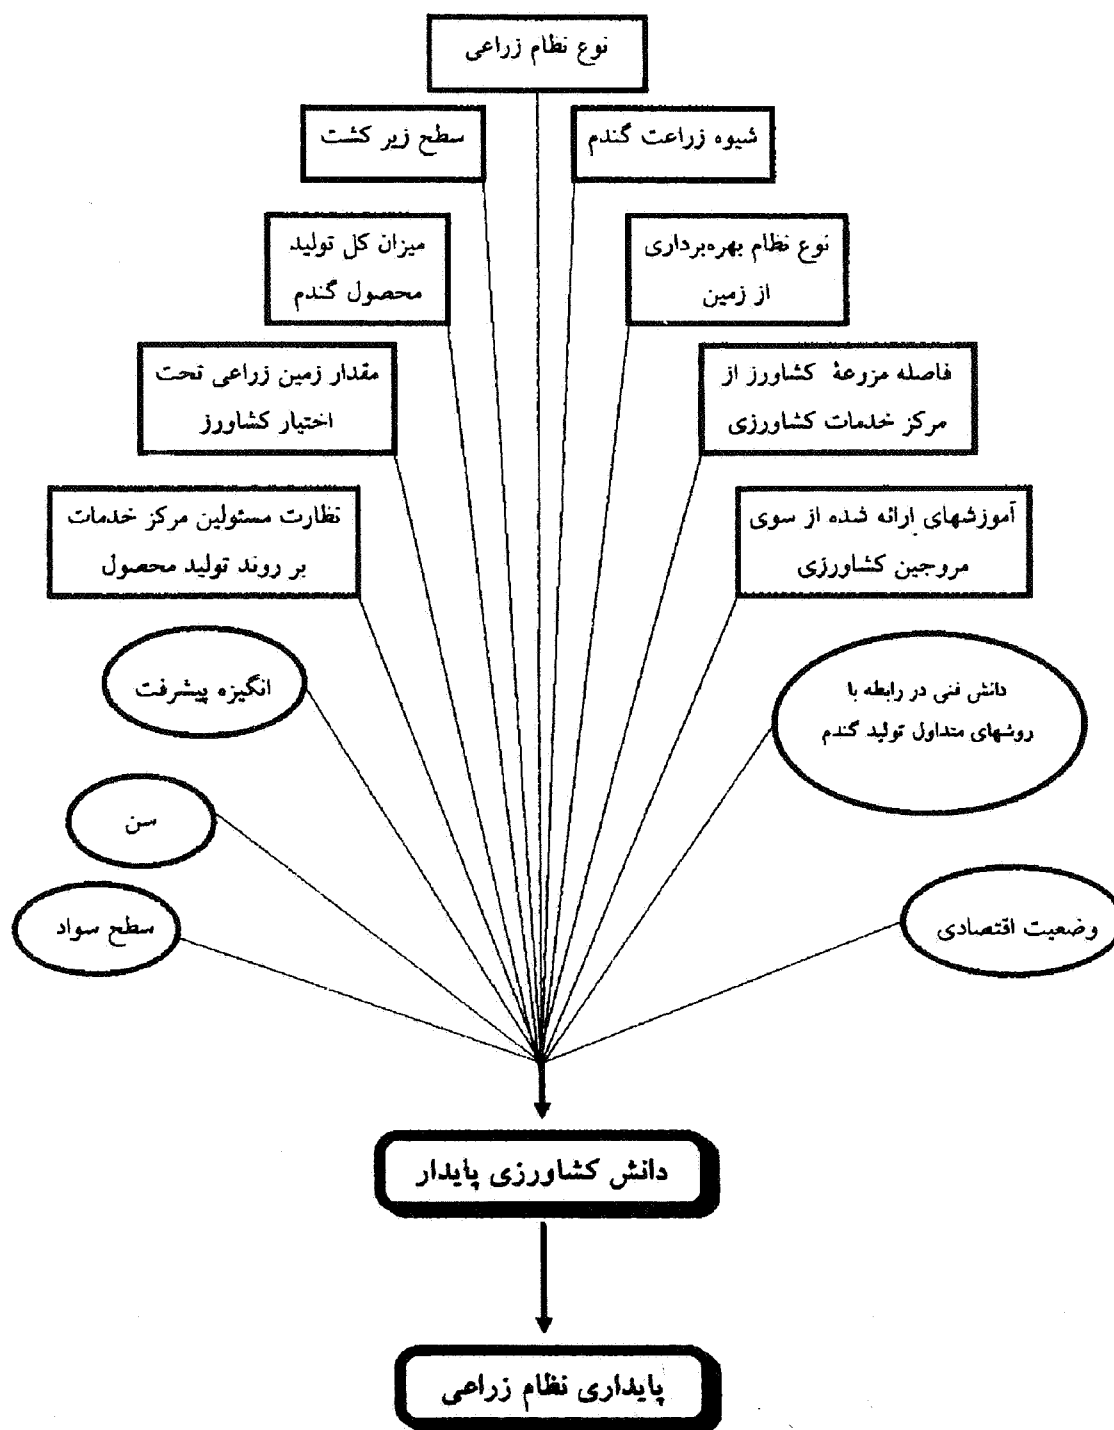 نوع نظام زراعی
شیوه زراعت گندم
سطح زیر کشت
نوع نظام بهره‌برداری
از زمین
میزان کل تولید
محصول گندم
فاصله مزرعهٔ کشاورز از
مرکز خدمات کشاورزی
مقدار زمین زراعی تحت
اختیار کشاورز
آموزشهای ارائه شده از سوی
مروجین کشاورزی
نظارت مسئولین مرکز خدمات
بر روند تولید محصول
دانش فنی در رابطه با
روشهای متداول تولید گندم
انگیزه پیشرفت
سن
وضعیت اقتصادی
سطح سواد
دانش کشاورزی پایدار
پایداری نظام زراعی